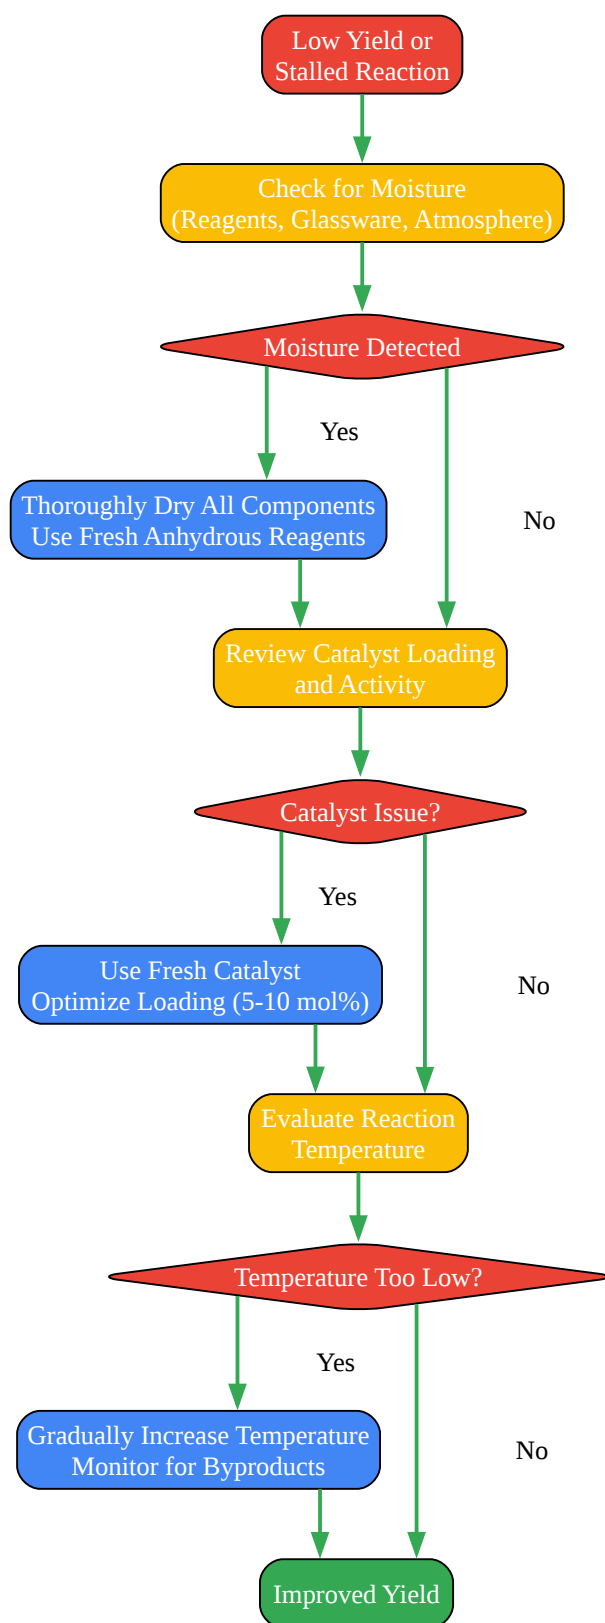 Low Yield or
Stalled Reaction
Check for Moisture
(Reagents, Glassware, Atmosphere)
Moisture Detected
Yes
Thoroughly Dry All Components
Use Fresh Anhydrous Reagents
No
Review Catalyst Loading
and Activity
Catalyst Issue?
Yes
Use Fresh Catalyst
Optimize Loading (5-10 mol%)
No
Evaluate Reaction
Temperature
Temperature Too Low?
Yes
Gradually Increase Temperature
Monitor for Byproducts
No
Improved Yield